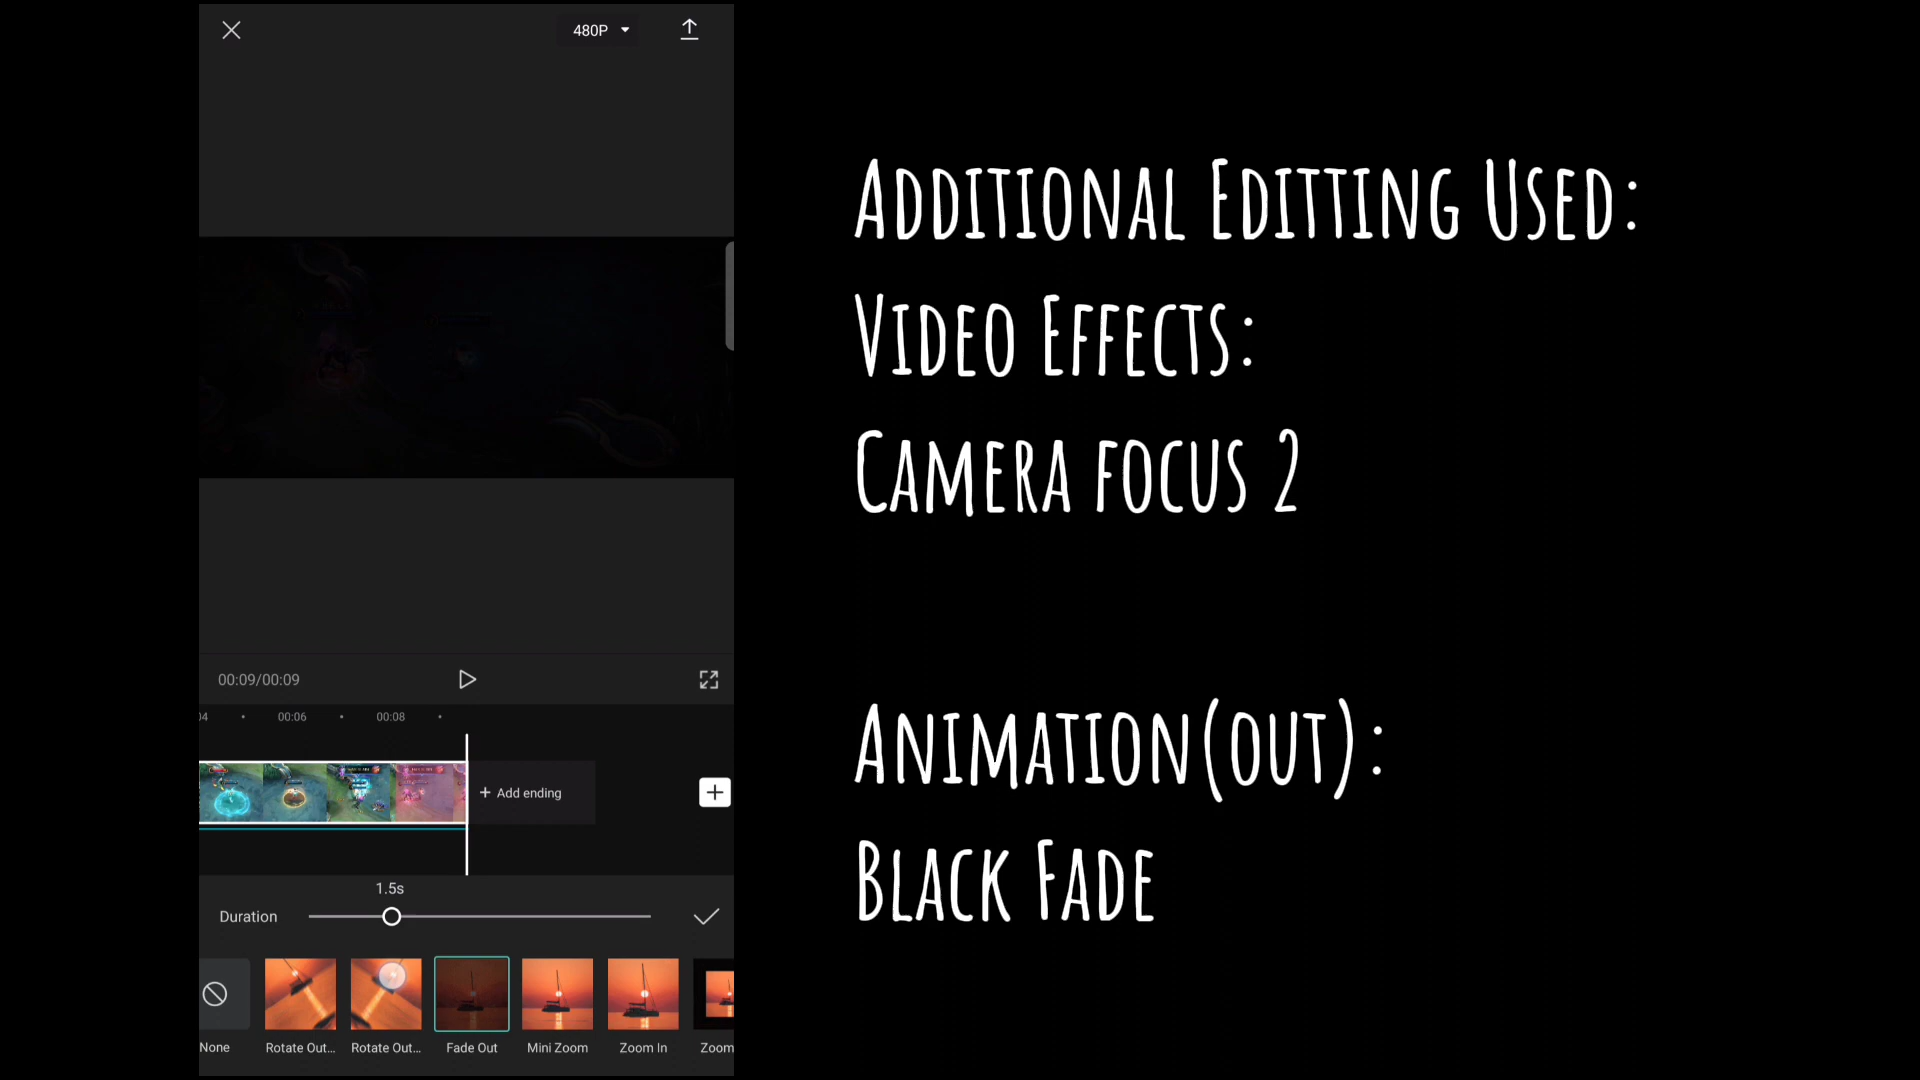 480P
ADDITIONAL EDITTING USED:
VIDEO EFFECTS:
CAMERA FOCUS 2
ANIMATION(OUT):
BLACK FADE
00:09/00:09
04 00:06 00:08
+ Add ending
1.5s
Duration
None Rotate Out... Rotate Out... Fade Out Mini Zoom Zoom In Zoom